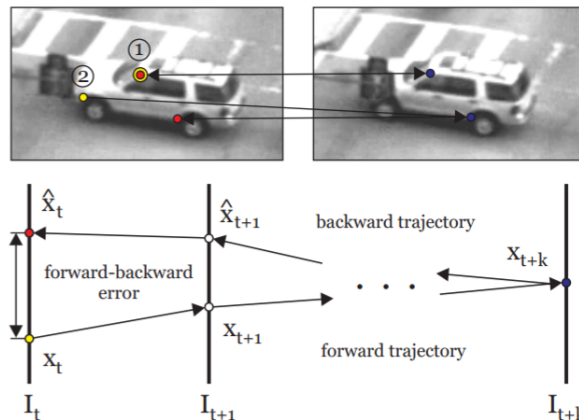 ①
②
x̂ₜ
x̂ₜ₊₁
backward trajectory
xₜ₊ₖ
forward-backward
error
. . .
xₜ
xₜ₊₁
forward trajectory
Iₜ
Iₜ₊₁
Iₜ₊ₖ